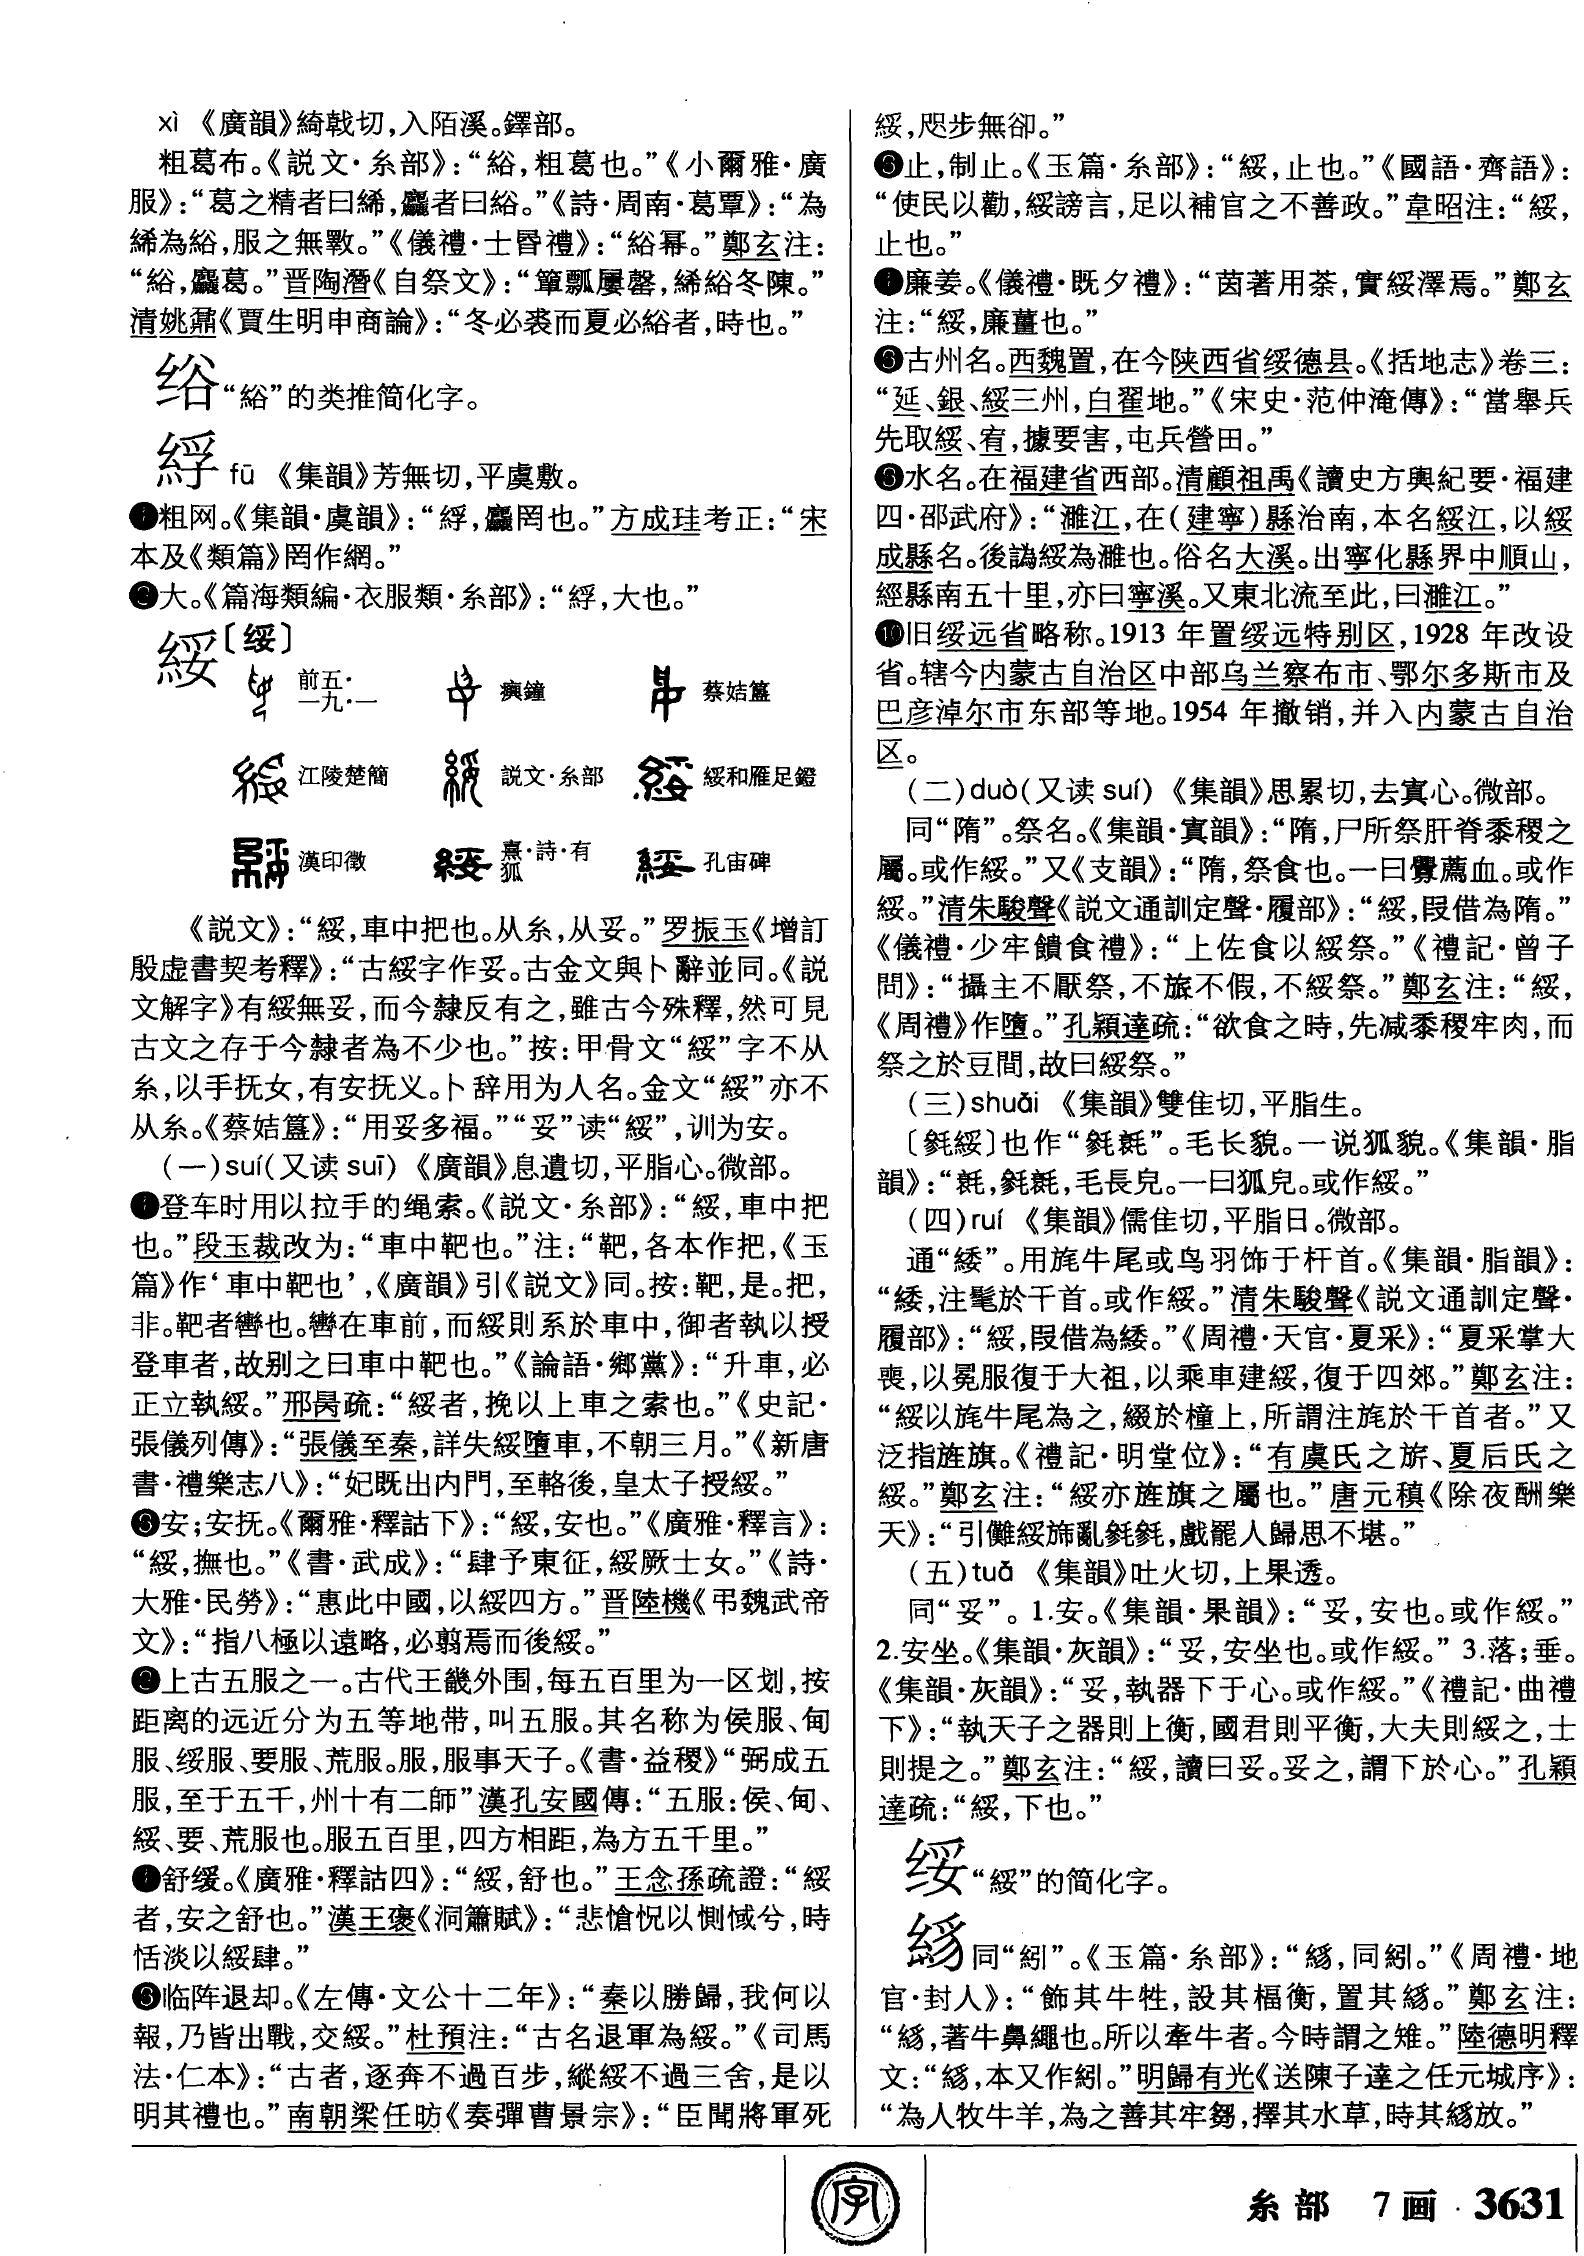 xì 《廣韻》綺戟切，入陌溪。鐸部。
粗葛布。《説文·糸部》：“綌，粗葛也。”《小爾雅·廣
服》：“葛之精者曰絺，麤者曰綌。”《詩·周南·葛覃》：“為
絺為綌，服之無斁。”《儀禮·士昏禮》：“綌幂。”鄭玄注：
“綌，麤葛。”晋陶潛《自祭文》：“簞瓢屢罄，絺綌冬陳。”
清姚鼐《賈生明申商論》：“冬必裘而夏必綌者，時也。”
绤“綌”的类推简化字。
綒 fū 《集韻》芳無切，平虞敷。
❶粗网。《集韻·虞韻》：“綒，麤罔也。”方成珪考正：“宋
本及《類篇》罔作網。”
❷大。《篇海類編·衣服類·糸部》：“綒，大也。”
綏〔绥〕
前五·一九·一 𤼈鐘 蔡姞簋
江陵楚簡 説文·糸部 綏和雁足鐙
漢印徵 熹·詩·有狐 孔宙碑
《説文》：“綏，車中把也。从糸，从妥。”罗振玉《增訂
殷虚書契考釋》：“古綏字作妥。古金文與卜辭並同。《説
文解字》有綏無妥，而今隸反有之，雖古今殊釋，然可見
古文之存于今隸者為不少也。”按：甲骨文“綏”字不从
糸，以手抚女，有安抚义。卜辞用为人名。金文“綏”亦不
从糸。《蔡姞簋》：“用妥多福。”“妥”读“綏”，训为安。
（一）suí（又读 suī） 《廣韻》息遺切，平脂心。微部。
❶登车时用以拉手的绳索。《説文·糸部》：“綏，車中把
也。”段玉裁改为：“車中靶也。”注：“靶，各本作把，《玉
篇》作‘車中靶也’，《廣韻》引《説文》同。按：靶，是。把，
非。靶者轡也。轡在車前，而綏則系於車中，御者執以授
登車者，故别之曰車中靶也。”《論語·鄉黨》：“升車，必
正立執綏。”邢昺疏：“綏者，挽以上車之索也。”《史記·
張儀列傳》：“張儀至秦，詳失綏墮車，不朝三月。”《新唐
書·禮樂志八》：“妃既出内門，至輅後，皇太子授綏。”
❷安；安抚。《爾雅·釋詁下》：“綏，安也。”《廣雅·釋言》：
“綏，撫也。”《書·武成》：“肆予東征，綏厥士女。”《詩·
大雅·民勞》：“惠此中國，以綏四方。”晋陸機《弔魏武帝
文》：“指八極以遠略，必翦焉而後綏。”
❸上古五服之一。古代王畿外围，每五百里为一区划，按
距离的远近分为五等地带，叫五服。其名称为侯服、甸
服、绥服、要服、荒服。服，服事天子。《書·益稷》“弼成五
服，至于五千，州十有二師”漢孔安國傳：“五服：侯、甸、
綏、要、荒服也。服五百里，四方相距，為方五千里。”
❹舒缓。《廣雅·釋詁四》：“綏，舒也。”王念孫疏證：“綏
者，安之舒也。”漢王褒《洞簫賦》：“悲愴怳以惻惐兮，時
恬淡以綏肆。”
❺临阵退却。《左傳·文公十二年》：“秦以勝歸，我何以
報，乃皆出戰，交綏。”杜預注：“古名退軍為綏。”《司馬
法·仁本》：“古者，逐奔不過百步，縱綏不過三舍，是以
明其禮也。”南朝梁任昉《奏彈曹景宗》：“臣聞將軍死
綏，咫步無卻。”
❻止，制止。《玉篇·糸部》：“綏，止也。”《國語·齊語》：
“使民以勸，綏謗言，足以補官之不善政。”韋昭注：“綏，
止也。”
❼廉姜。《儀禮·既夕禮》：“茵著用荼，實綏澤焉。”鄭玄
注：“綏，廉薑也。”
❽古州名。西魏置，在今陕西省绥德县。《括地志》卷三：
“延、銀、綏三州，白翟地。”《宋史·范仲淹傳》：“當舉兵
先取綏、宥，據要害，屯兵營田。”
❾水名。在福建省西部。清顧祖禹《讀史方輿紀要·福建
四·邵武府》：“濉江，在（建寧）縣治南，本名綏江，以綏
成縣名。後譌綏為濉也。俗名大溪。出寧化縣界中順山，
經縣南五十里，亦曰寧溪。又東北流至此，曰濉江。”
❿旧绥远省略称。1913 年置绥远特别区，1928 年改设
省。辖今内蒙古自治区中部乌兰察布市、鄂尔多斯市及
巴彦淖尔市东部等地。1954 年撤销，并入内蒙古自治
区。
（二）duò（又读 suí） 《集韻》思累切，去寘心。微部。
同“隋”。祭名。《集韻·寘韻》：“隋，尸所祭肝脊黍稷之
屬。或作綏。”又《支韻》：“隋，祭食也。一曰釁薦血。或作
綏。”清朱駿聲《説文通訓定聲·履部》：“綏，叚借為隋。”
《儀禮·少牢饋食禮》：“上佐食以綏祭。”《禮記·曾子
問》：“攝主不厭祭，不旅不假，不綏祭。”鄭玄注：“綏，
《周禮》作墮。”孔穎達疏：“欲食之時，先减黍稷牢肉，而
祭之於豆間，故曰綏祭。”
（三）shuāi 《集韻》雙隹切，平脂生。
〔毿綏〕也作“毿毸”。毛长貌。一说狐貌。《集韻·脂
韻》：“毸，毿毸，毛長皃。一曰狐皃。或作綏。”
（四）ruí 《集韻》儒隹切，平脂日。微部。
通“緌”。用旄牛尾或鸟羽饰于杆首。《集韻·脂韻》：
“緌，注髦於干首。或作綏。”清朱駿聲《説文通訓定聲·
履部》：“綏，叚借為緌。”《周禮·天官·夏采》：“夏采掌大
喪，以冕服復于大祖，以乘車建綏，復于四郊。”鄭玄注：
“綏以旄牛尾為之，綴於橦上，所謂注旄於干首者。”又
泛指旌旗。《禮記·明堂位》：“有虞氏之旂、夏后氏之
綏。”鄭玄注：“綏亦旌旗之屬也。”唐元稹《除夜酬樂
天》：“引儺綏旆亂毿毿，戲罷人歸思不堪。”
（五）tuǒ 《集韻》吐火切，上果透。
同“妥”。1.安。《集韻·果韻》：“妥，安也。或作綏。”
2.安坐。《集韻·灰韻》：“妥，安坐也。或作綏。” 3.落；垂。
《集韻·灰韻》：“妥，執器下于心。或作綏。”《禮記·曲禮
下》：“執天子之器則上衡，國君則平衡，大夫則綏之，士
則提之。”鄭玄注：“綏，讀曰妥。妥之，謂下於心。”孔穎
達疏：“綏，下也。”
绥“綏”的简化字。
䋸同“紖”。《玉篇·糸部》：“䋸，同紖。”《周禮·地
官·封人》：“飾其牛牲，設其楅衡，置其䋸。”鄭玄注：
“䋸，著牛鼻繩也。所以牽牛者。今時謂之雉。”陸德明釋
文：“䋸，本又作紖。”明歸有光《送陳子達之任元城序》：
“為人牧牛羊，為之善其牢芻，擇其水草，時其䋸放。”
字
糸部 7画 3631